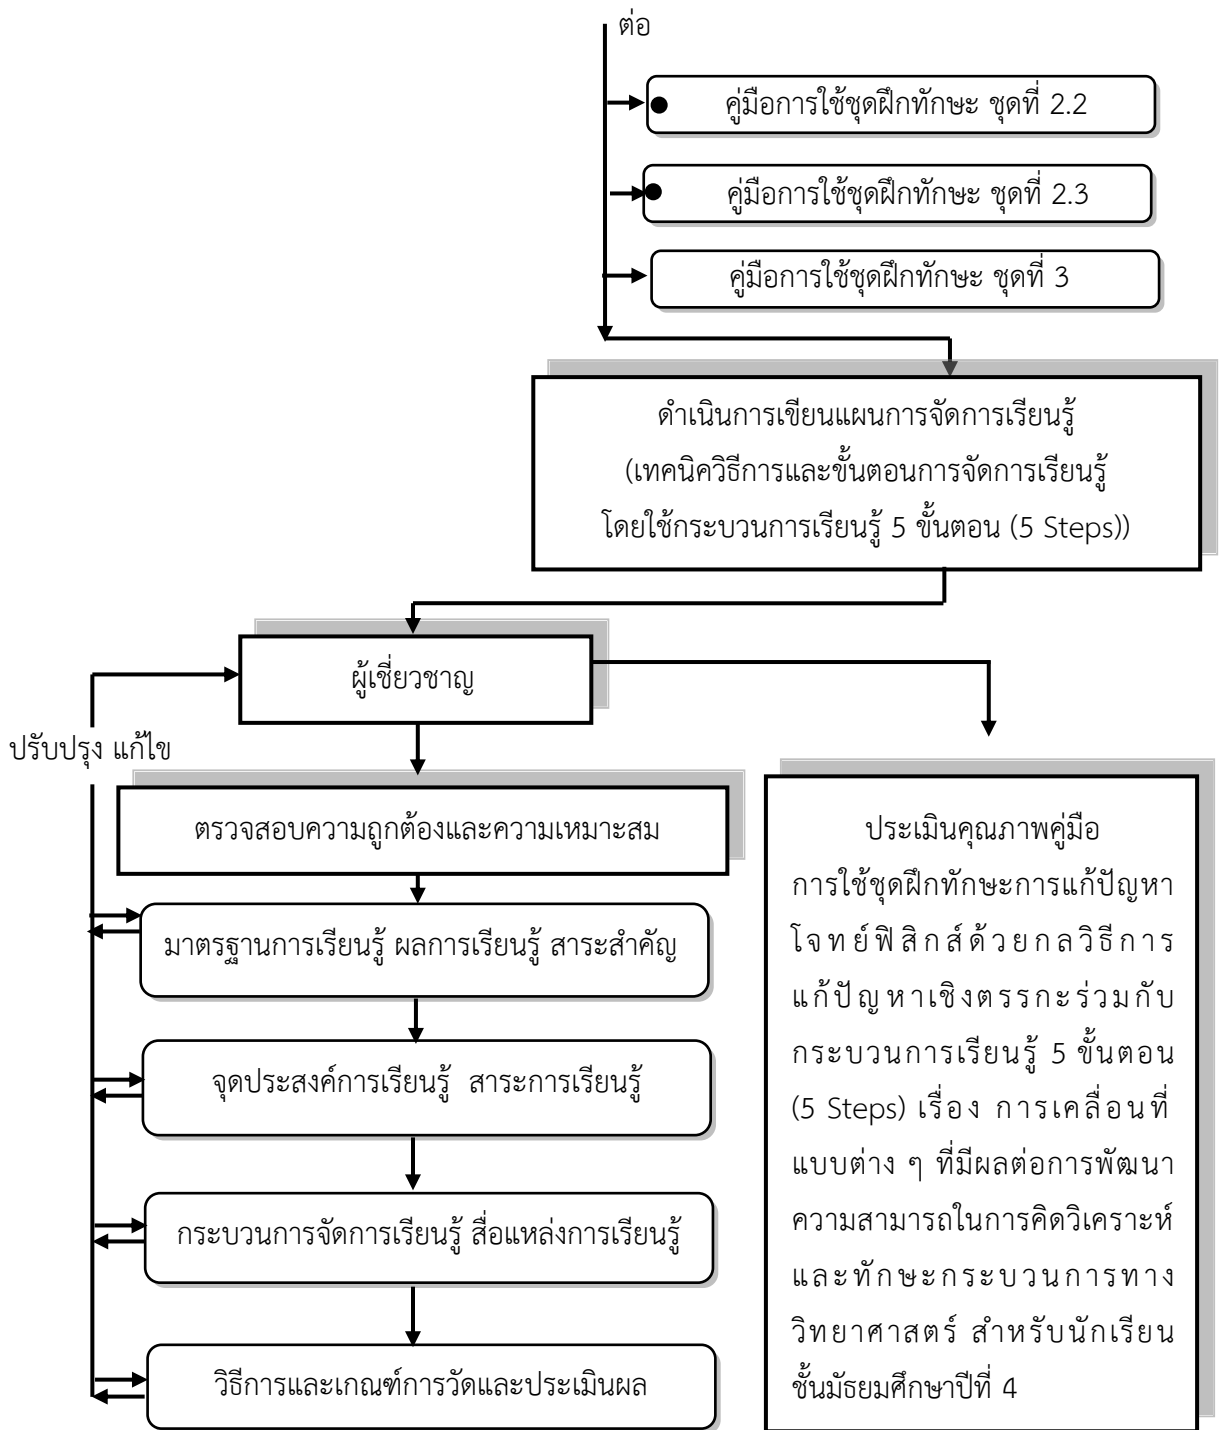 ต่อ
คู่มือการใช้ชุดฝึกทักษะ ชุดที่ 2.2
คู่มือการใช้ชุดฝึกทักษะ ชุดที่ 2.3
คู่มือการใช้ชุดฝึกทักษะ ชุดที่ 3
ดำเนินการเขียนแผนการจัดการเรียนรู้
(เทคนิควิธีการและขั้นตอนการจัดการเรียนรู้
โดยใช้กระบวนการเรียนรู้ 5 ขั้นตอน (5 Steps))
ผู้เชี่ยวชาญ
ปรับปรุง แก้ไข
ตรวจสอบความถูกต้องและความเหมาะสม
มาตรฐานการเรียนรู้ ผลการเรียนรู้ สาระสำคัญ
จุดประสงค์การเรียนรู้ สาระการเรียนรู้
กระบวนการจัดการเรียนรู้ สื่อแหล่งการเรียนรู้
วิธีการและเกณฑ์การวัดและประเมินผล
ประเมินคุณภาพคู่มือ
การใช้ชุดฝึกทักษะการแก้ปัญหา
โจทย์ฟิสิกส์ด้วยกลวิธีการ
แก้ปัญหาเชิงตรรกะร่วมกับ
กระบวนการเรียนรู้ 5 ขั้นตอน
(5 Steps) เรื่อง การเคลื่อนที่
แบบต่าง ๆ ที่มีผลต่อการพัฒนา
ความสามารถในการคิดวิเคราะห์
และทักษะกระบวนการทาง
วิทยาศาสตร์ สำหรับนักเรียน
ชั้นมัธยมศึกษาปีที่ 4